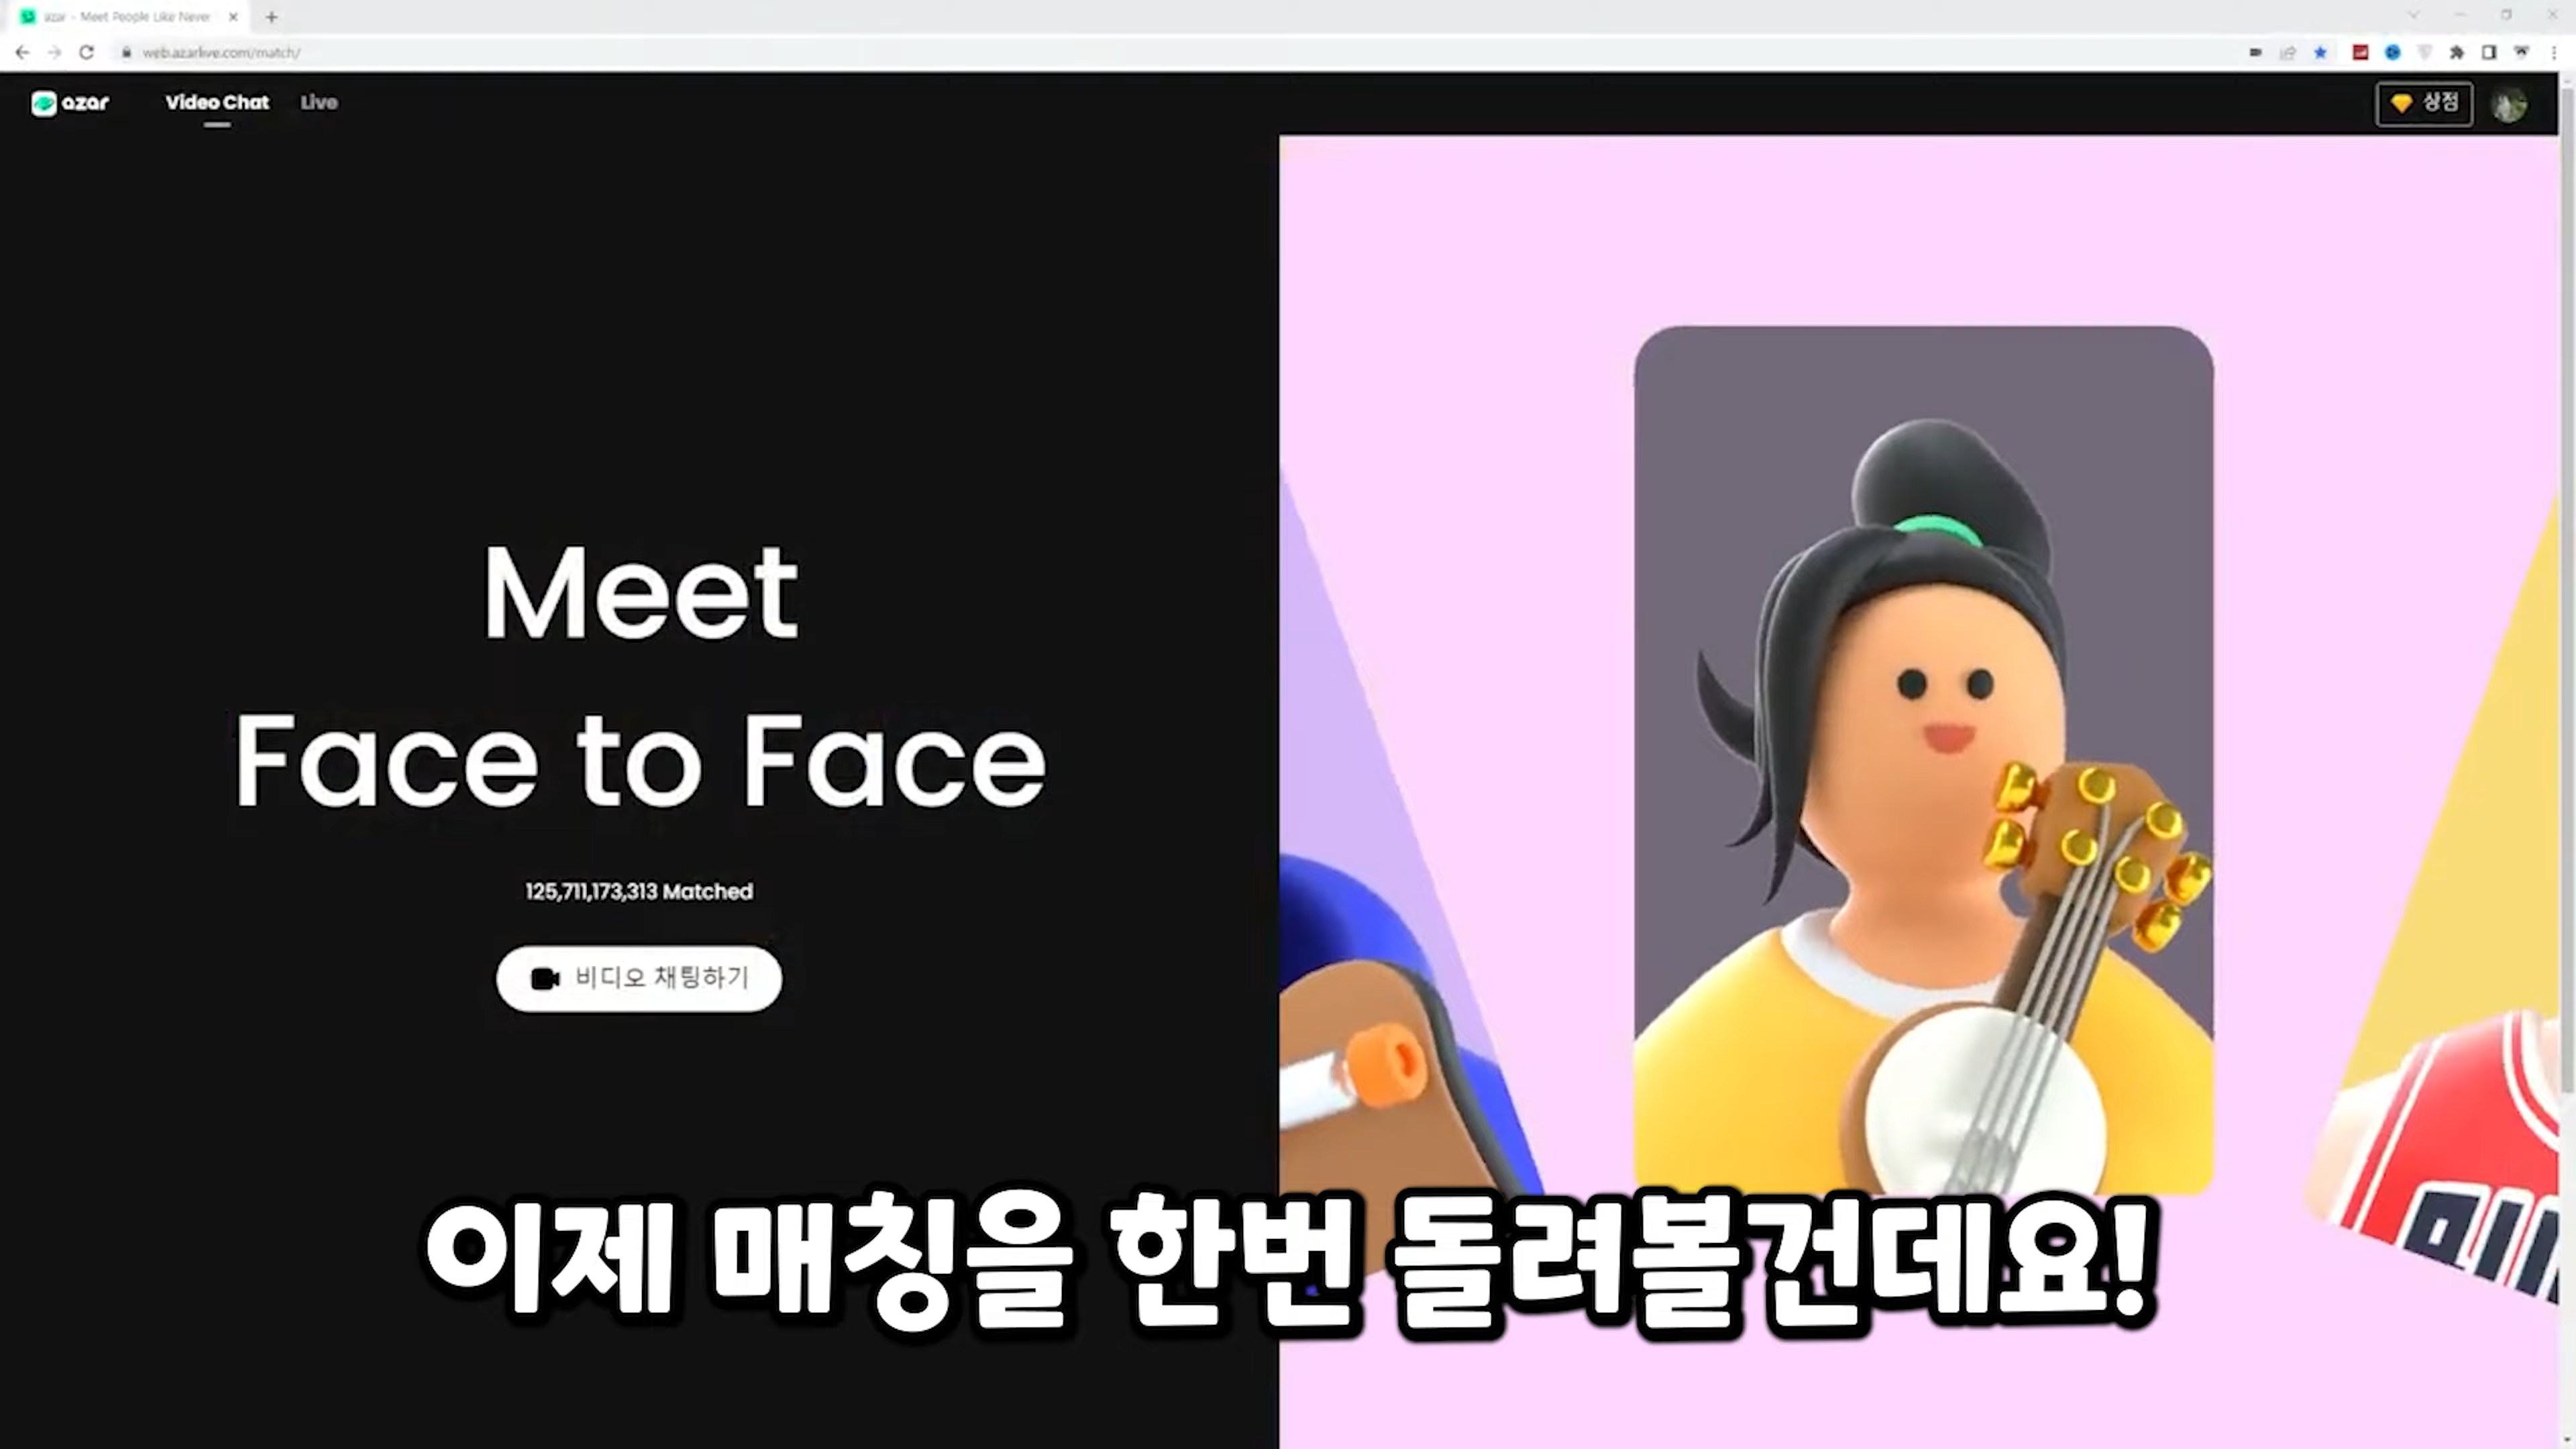 azar - Meet People Like Never
web.azarlive.com/match/
azar
Video Chat
Live
상점
Meet
Face to Face
125,711,173,313 Matched
비디오 채팅하기
이제 매칭을 한번 돌려볼건데요!